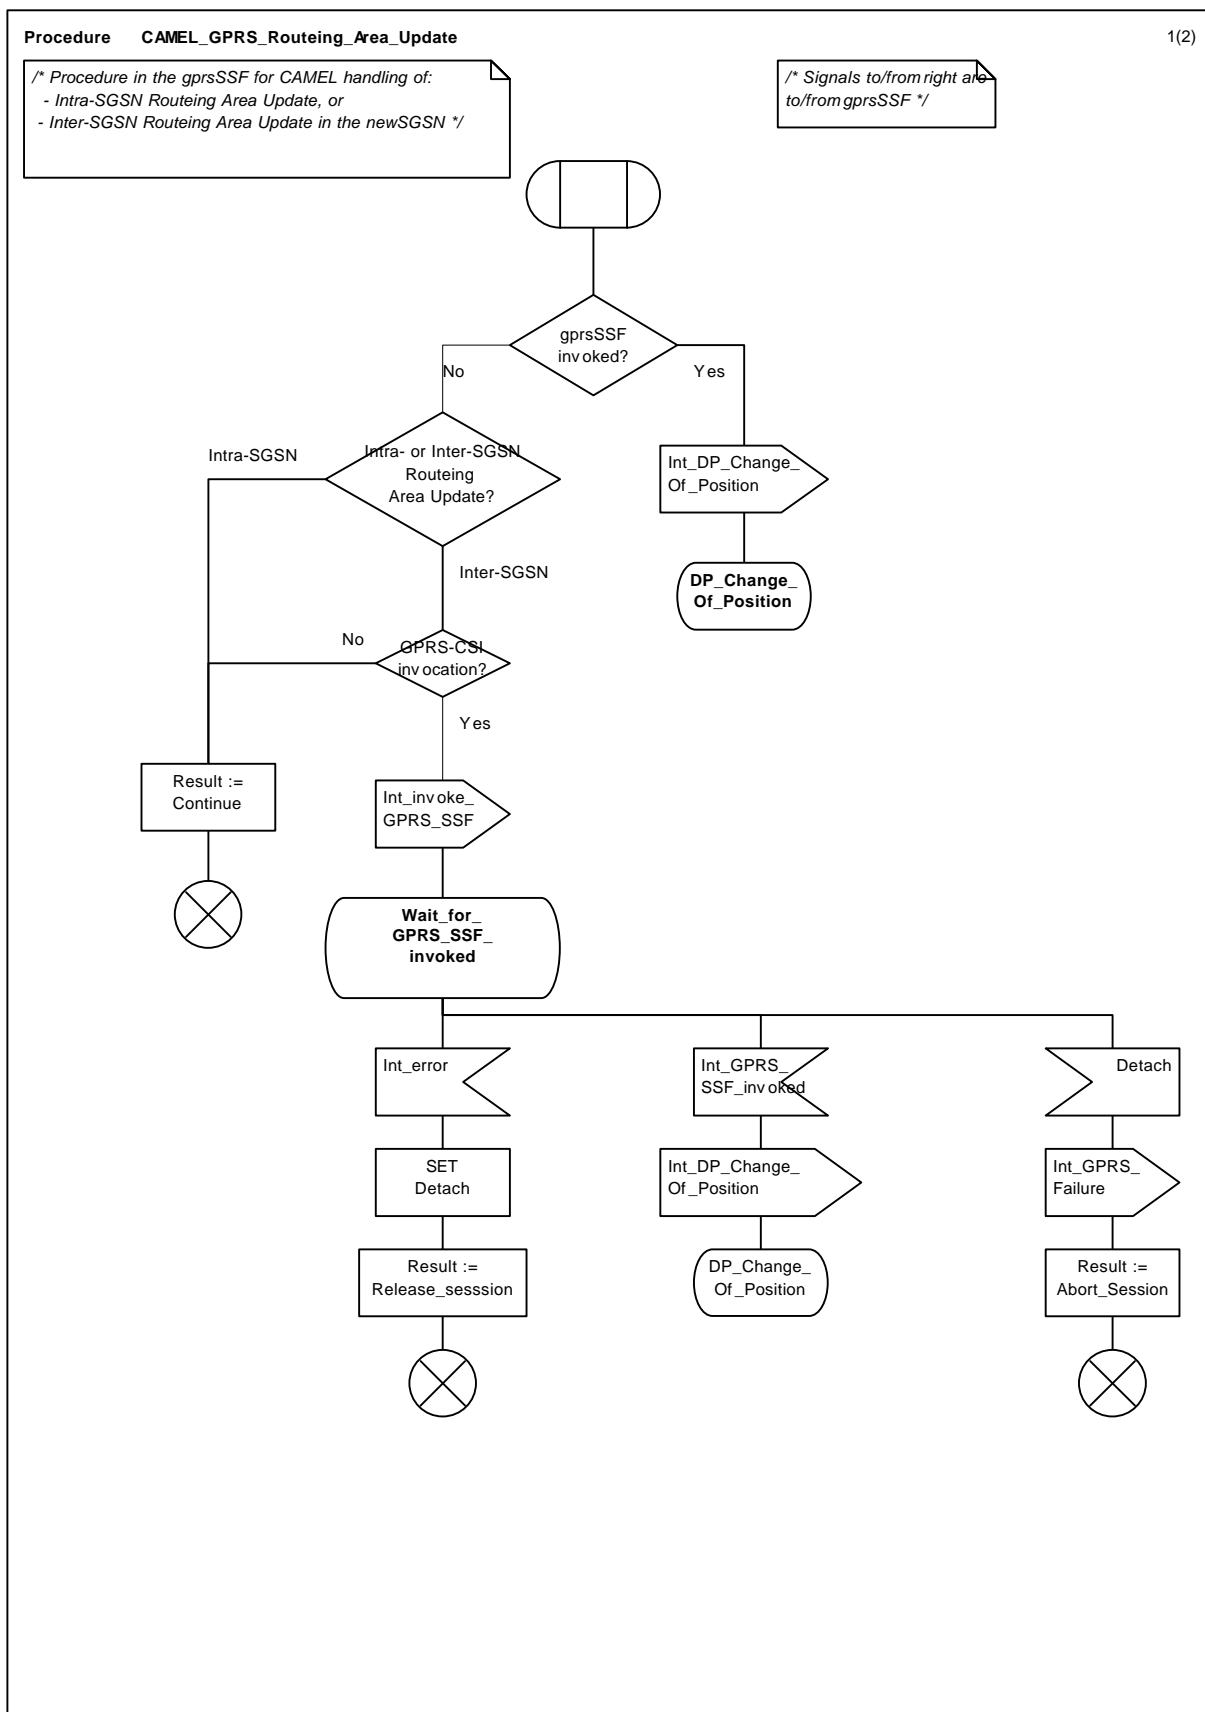 Procedure CAMEL_GPRS_Routeing_Area_Update
1(2)
/* Procedure in the gprsSSF for CAMEL handling of:
- Intra-SGSN Routeing Area Update, or
- Inter-SGSN Routeing Area Update in the newSGSN */
/* Signals to/from right are
to/from gprsSSF */
gprsSSF
invoked?
No
Yes
Intra-SGSN
Intra- or Inter-SGSN
Routeing
Area Update?
Int_DP_Change_
Of_Position
Inter-SGSN
DP_Change_
Of_Position
No
GPRS-CSI
invocation?
Yes
Result :=
Continue
Int_invoke_
GPRS_SSF
Wait_for_
GPRS_SSF_
invoked
Int_error
Int_GPRS_
SSF_invoked
Detach
SET
Detach
Int_DP_Change_
Of_Position
Int_GPRS_
Failure
Result :=
Release_sesssion
DP_Change_
Of_Position
Result :=
Abort_Session